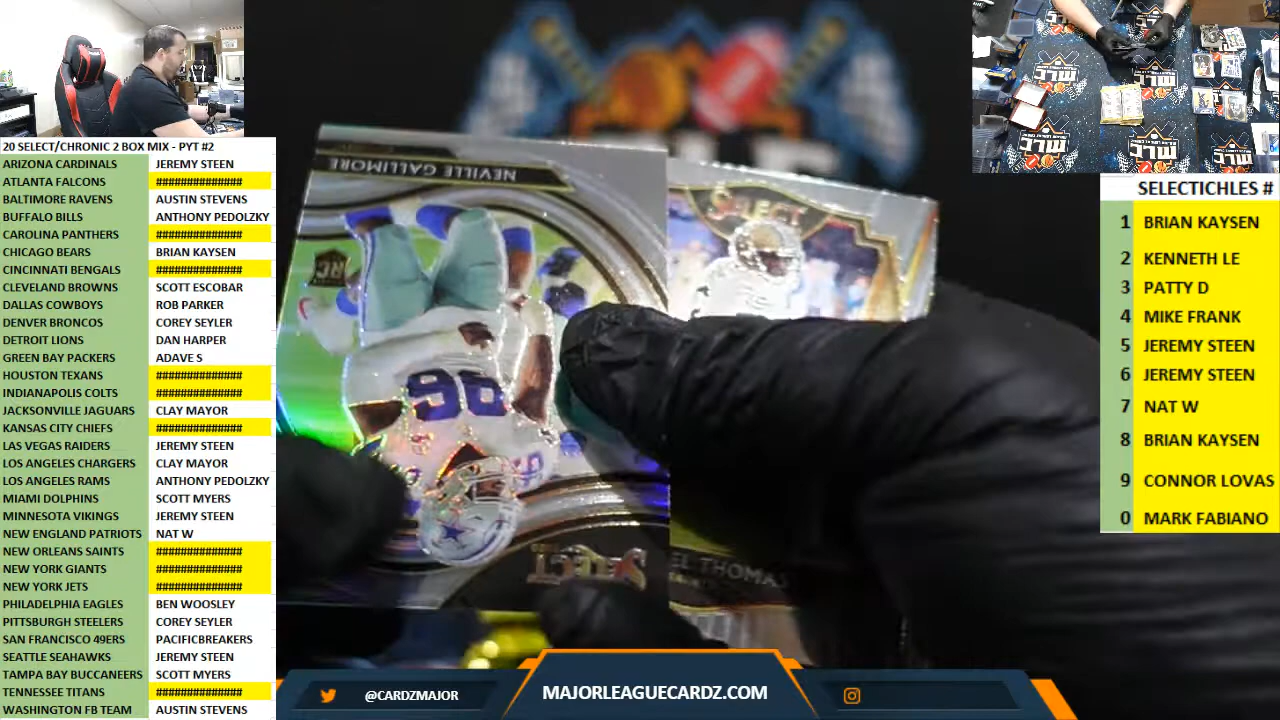 20 SELECT/CHRONIC 2 BOX MIX - PYT #2
ARIZONA CARDINALS JEREMY STEEN
ATLANTA FALCONS ##############
BALTIMORE RAVENS AUSTIN STEVENS
BUFFALO BILLS ANTHONY PEDOLZKY
CAROLINA PANTHERS ##############
CHICAGO BEARS BRIAN KAYSEN
CINCINNATI BENGALS ##############
CLEVELAND BROWNS SCOTT ESCOBAR
DALLAS COWBOYS ROB PARKER
DENVER BRONCOS COREY SEYLER
DETROIT LIONS DAN HARPER
GREEN BAY PACKERS ADAVE S
HOUSTON TEXANS ##############
INDIANAPOLIS COLTS ##############
JACKSONVILLE JAGUARS CLAY MAYOR
KANSAS CITY CHIEFS ##############
LAS VEGAS RAIDERS JEREMY STEEN
LOS ANGELES CHARGERS CLAY MAYOR
LOS ANGELES RAMS ANTHONY PEDOLZKY
MIAMI DOLPHINS SCOTT MYERS
MINNESOTA VIKINGS JEREMY STEEN
NEW ENGLAND PATRIOTS NAT W
NEW ORLEANS SAINTS ##############
NEW YORK GIANTS ##############
NEW YORK JETS ##############
PHILADELPHIA EAGLES BEN WOOSLEY
PITTSBURGH STEELERS COREY SEYLER
SAN FRANCISCO 49ERS PACIFICBREAKERS
SEATTLE SEAHAWKS JEREMY STEEN
TAMPA BAY BUCCANEERS SCOTT MYERS
TENNESSEE TITANS ##############
WASHINGTON FB TEAM AUSTIN STEVENS
NEVILLE GALLIMORE
RC
96
SELECT
SELECT
EL THOMAS
MLC
MLC
MLC
@CARDZMAJOR
MAJORLEAGUECARDZ.COM
SELECTICHLES #
1 BRIAN KAYSEN
2 KENNETH LE
3 PATTY D
4 MIKE FRANK
5 JEREMY STEEN
6 JEREMY STEEN
7 NAT W
8 BRIAN KAYSEN
9 CONNOR LOVAS
0 MARK FABIANO